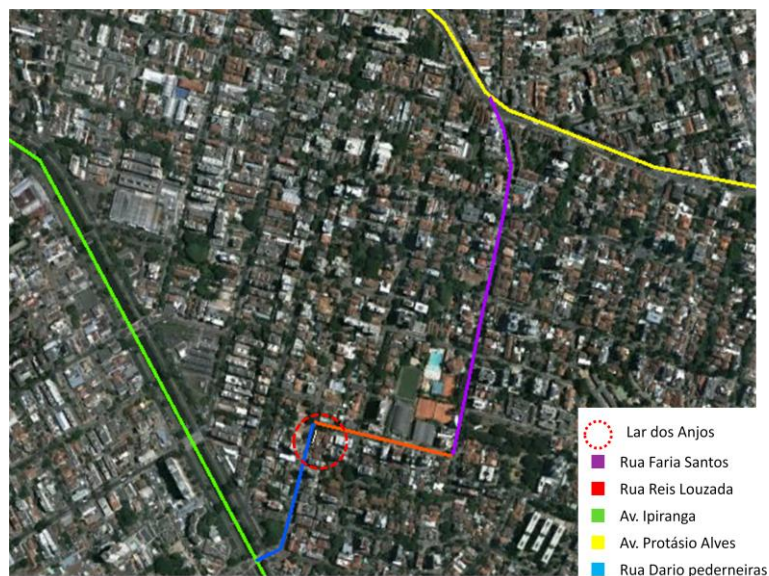 Lar dos Anjos
Rua Faria Santos
Rua Reis Louzada
Av. Ipiranga
Av. Protásio Alves
Rua Dario pederneiras